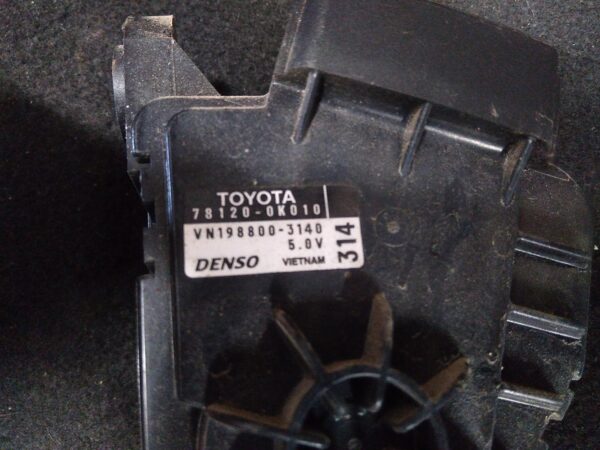 TOYOTA
78120-0K010
VN198800-3140
5.0V
DENSO VIETNAM
314